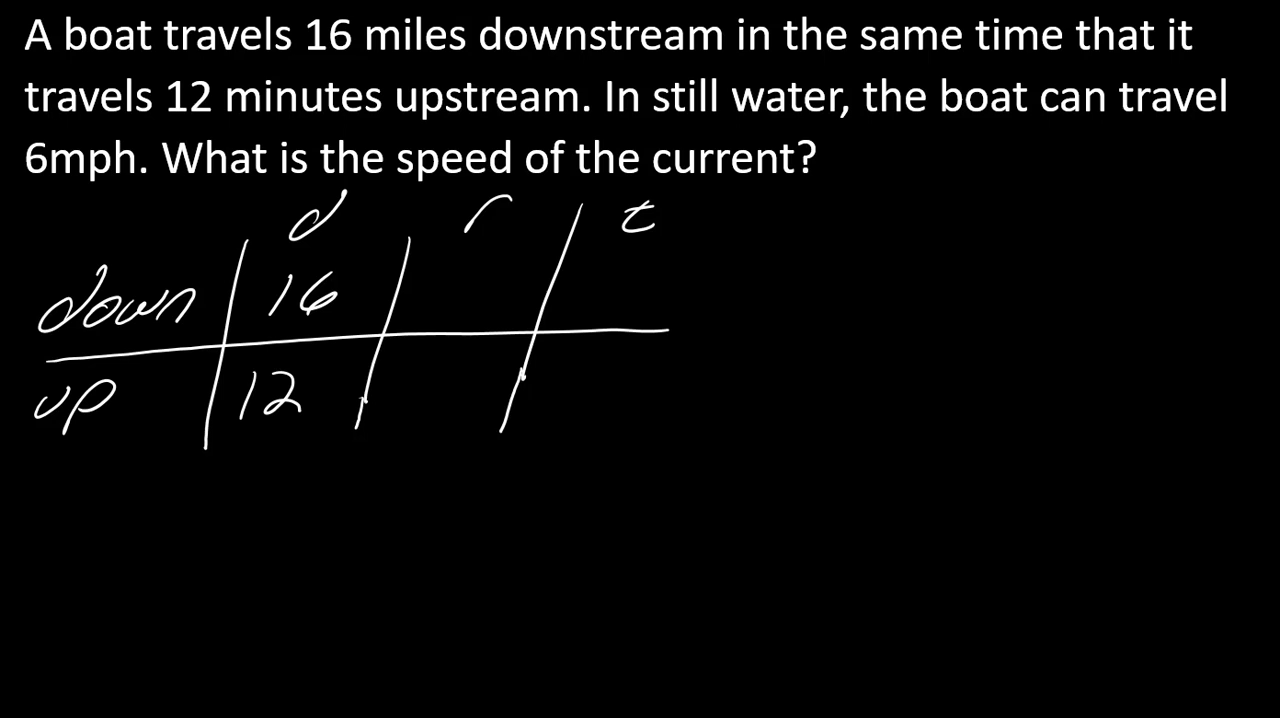 A boat travels 16 miles downstream in the same time that it
travels 12 minutes upstream. In still water, the boat can travel
6mph. What is the speed of the current?
d r t
down 16
up 12